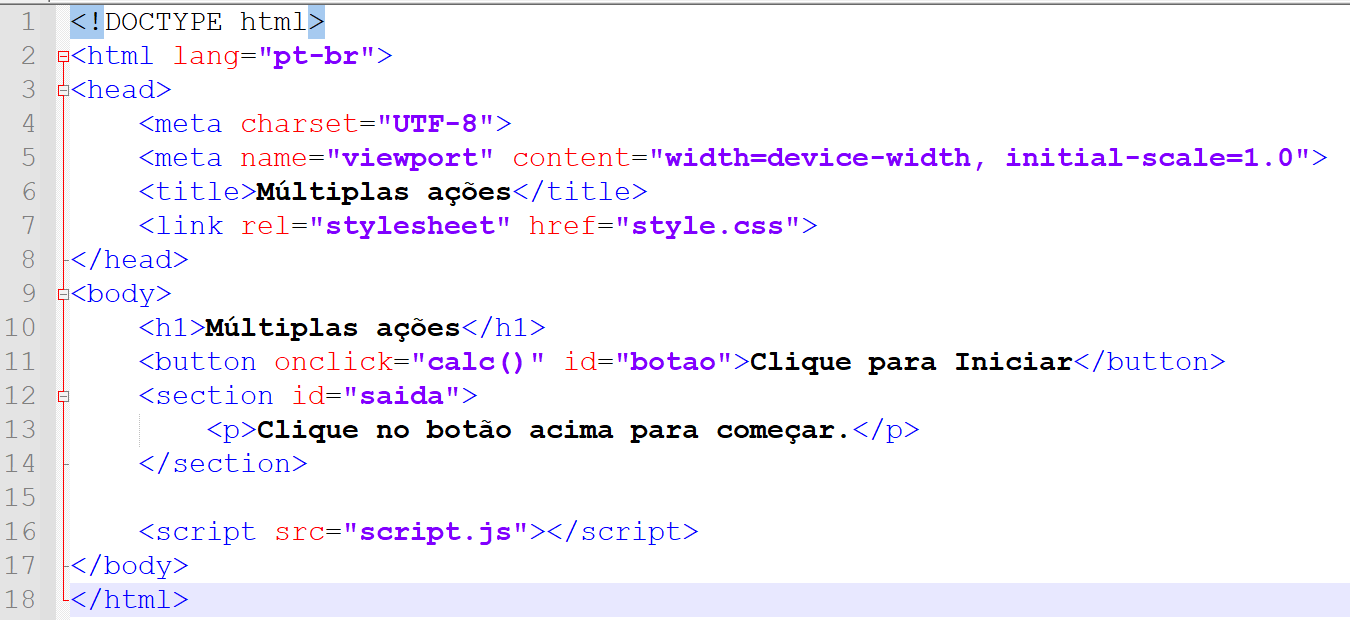 1 <!DOCTYPE html>
2 <html lang="pt-br">
3 <head>
4     <meta charset="UTF-8">
5     <meta name="viewport" content="width=device-width, initial-scale=1.0">
6     <title>Múltiplas ações</title>
7     <link rel="stylesheet" href="style.css">
8 </head>
9 <body>
10     <h1>Múltiplas ações</h1>
11     <button onclick="calc()" id="botao">Clique para Iniciar</button>
12     <section id="saida">
13         <p>Clique no botão acima para começar.</p>
14     </section>
15
16     <script src="script.js"></script>
17 </body>
18 </html>